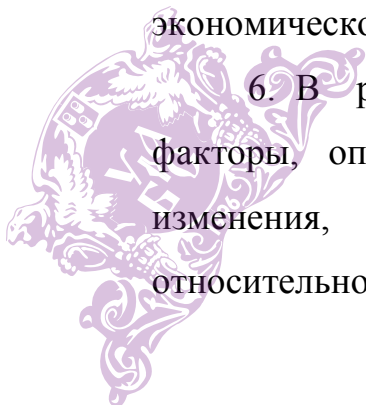 экономическо
6. В р
факторы, оп
изменения,
относительно